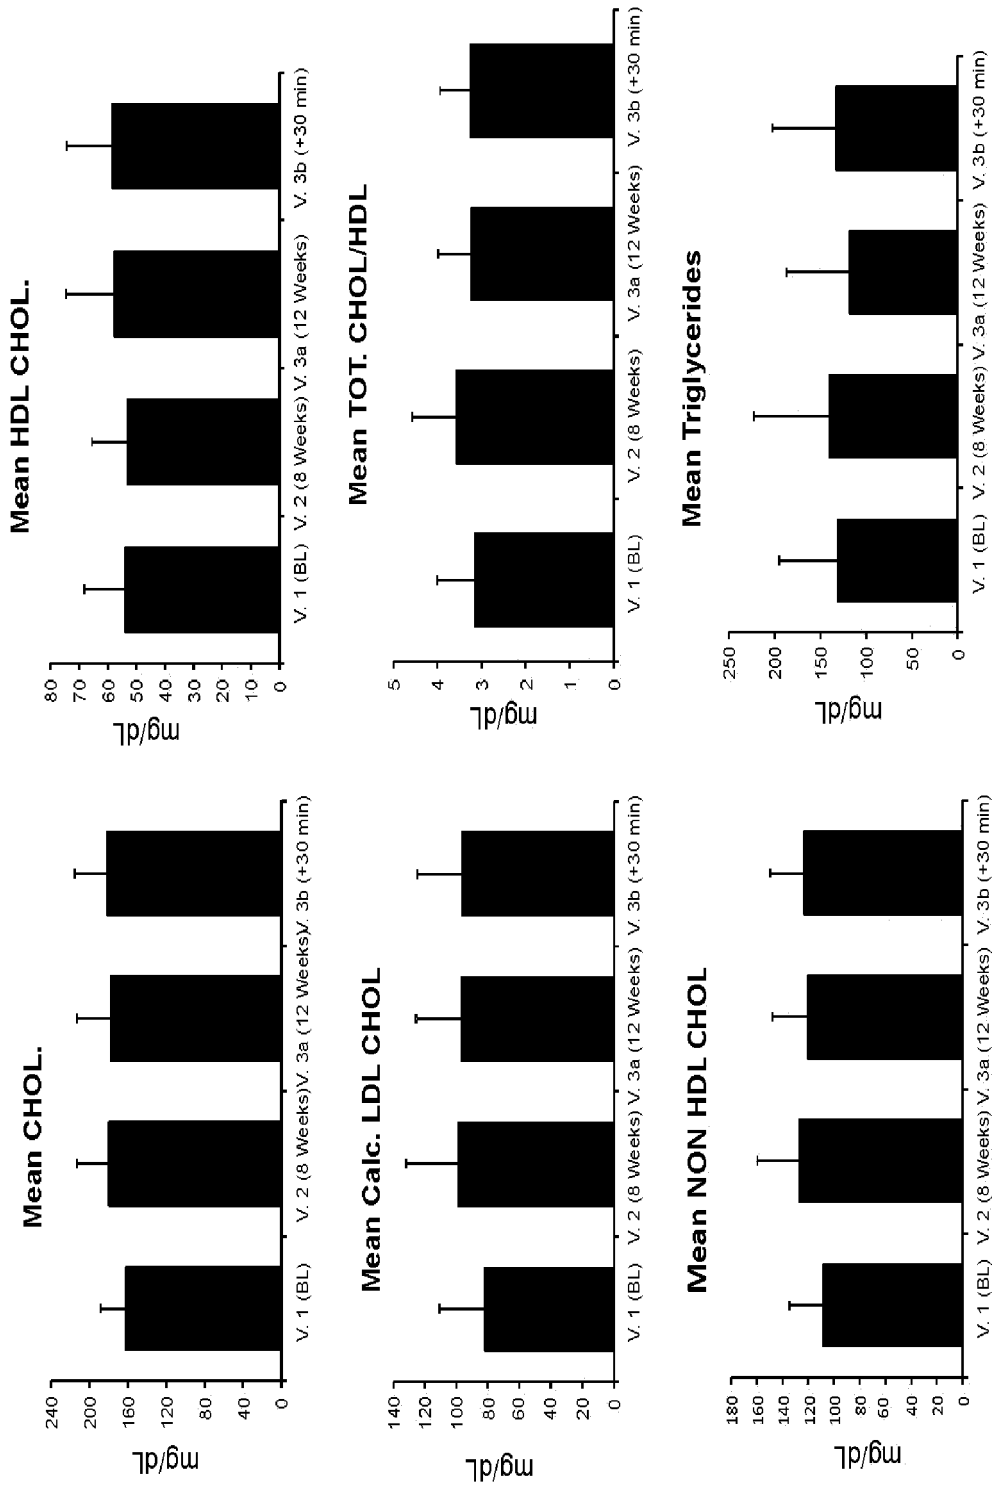 Mean CHOL.
mg/dL
240
200
160
120
80
40
0
V. 1 (BL)
V. 2 (8 Weeks)
V. 3a (12 Weeks)
V. 3b (+30 min)
Mean HDL CHOL.
mg/dL
80
70
60
50
40
30
20
10
0
V. 1 (BL)
V. 2 (8 Weeks)
V. 3a (12 Weeks)
V. 3b (+30 min)
Mean Calc. LDL CHOL
mg/dL
140
120
100
80
60
40
20
0
V. 1 (BL)
V. 2 (8 Weeks)
V. 3a (12 Weeks)
V. 3b (+30 min)
Mean TOT. CHOL/HDL
mg/dL
5
4
3
2
1
0
V. 1 (BL)
V. 2 (8 Weeks)
V. 3a (12 Weeks)
V. 3b (+30 min)
Mean NON HDL CHOL
mg/dL
180
160
140
120
100
80
60
40
20
0
V. 1 (BL)
V. 2 (8 Weeks)
V. 3a (12 Weeks)
V. 3b (+30 min)
Mean Triglycerides
mg/dL
250
200
150
100
50
0
V. 1 (BL)
V. 2 (8 Weeks)
V. 3a (12 Weeks)
V. 3b (+30 min)